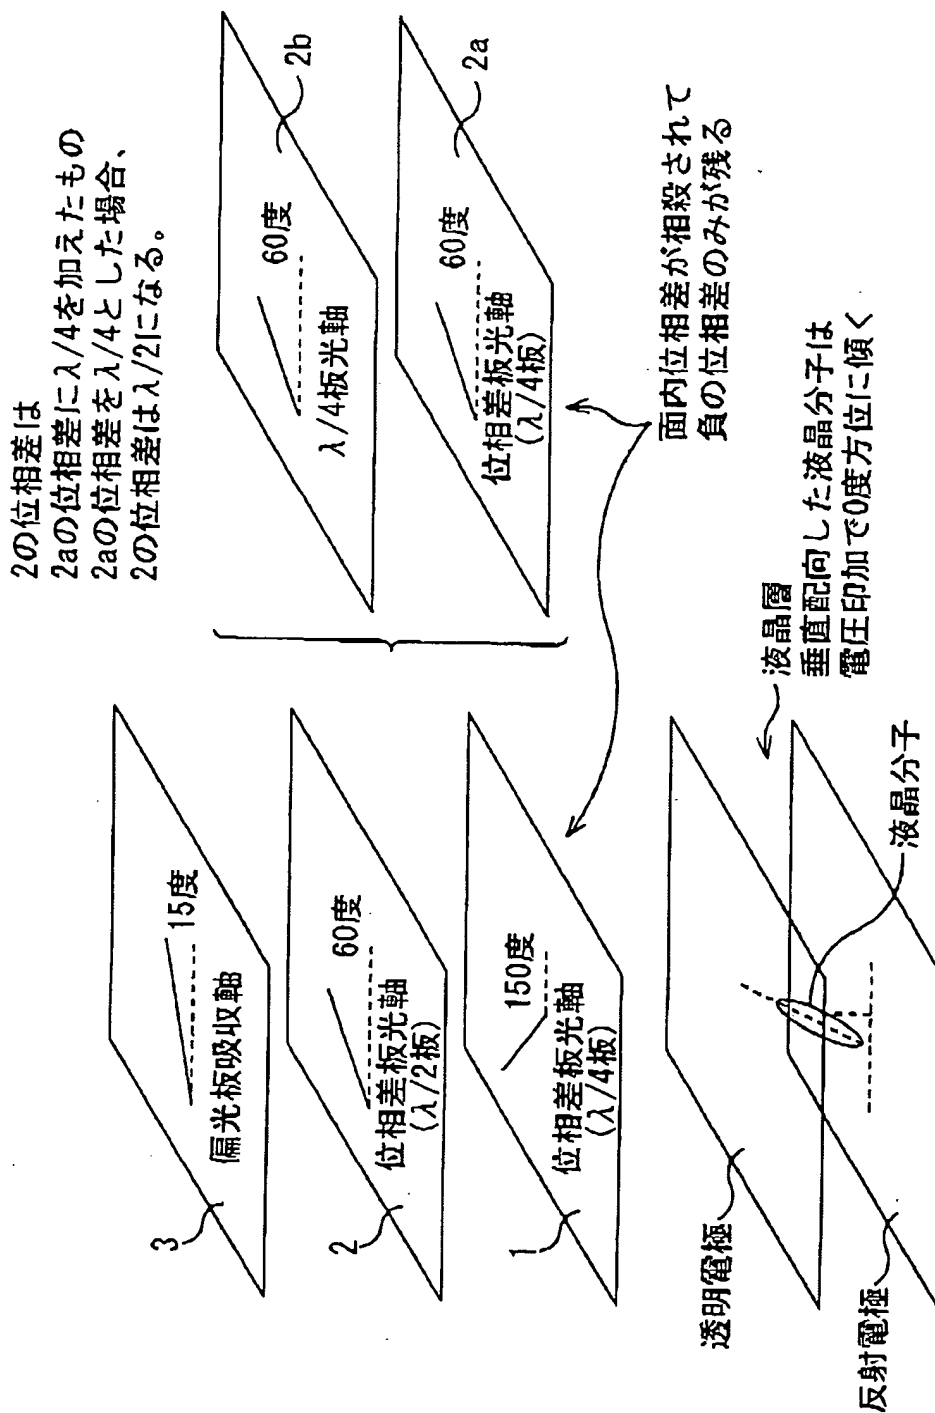 2の位相差は
2aの位相差にλ/4を加えたもの
2aの位相差をλ/4とした場合、
2の位相差はλ/2になる。
3
15度
偏光板吸収軸
2
60度
位相差板光軸
(λ/2板)
1
150度
位相差板光軸
(λ/4板)
2b
60度
λ/4板光軸
2a
60度
位相差板光軸
(λ/4板)
面内位相差が相殺されて
負の位相差のみが残る
透明電極
反射電極
液晶層
垂直配向した液晶分子は
電圧印加で0度方位に傾く
液晶分子